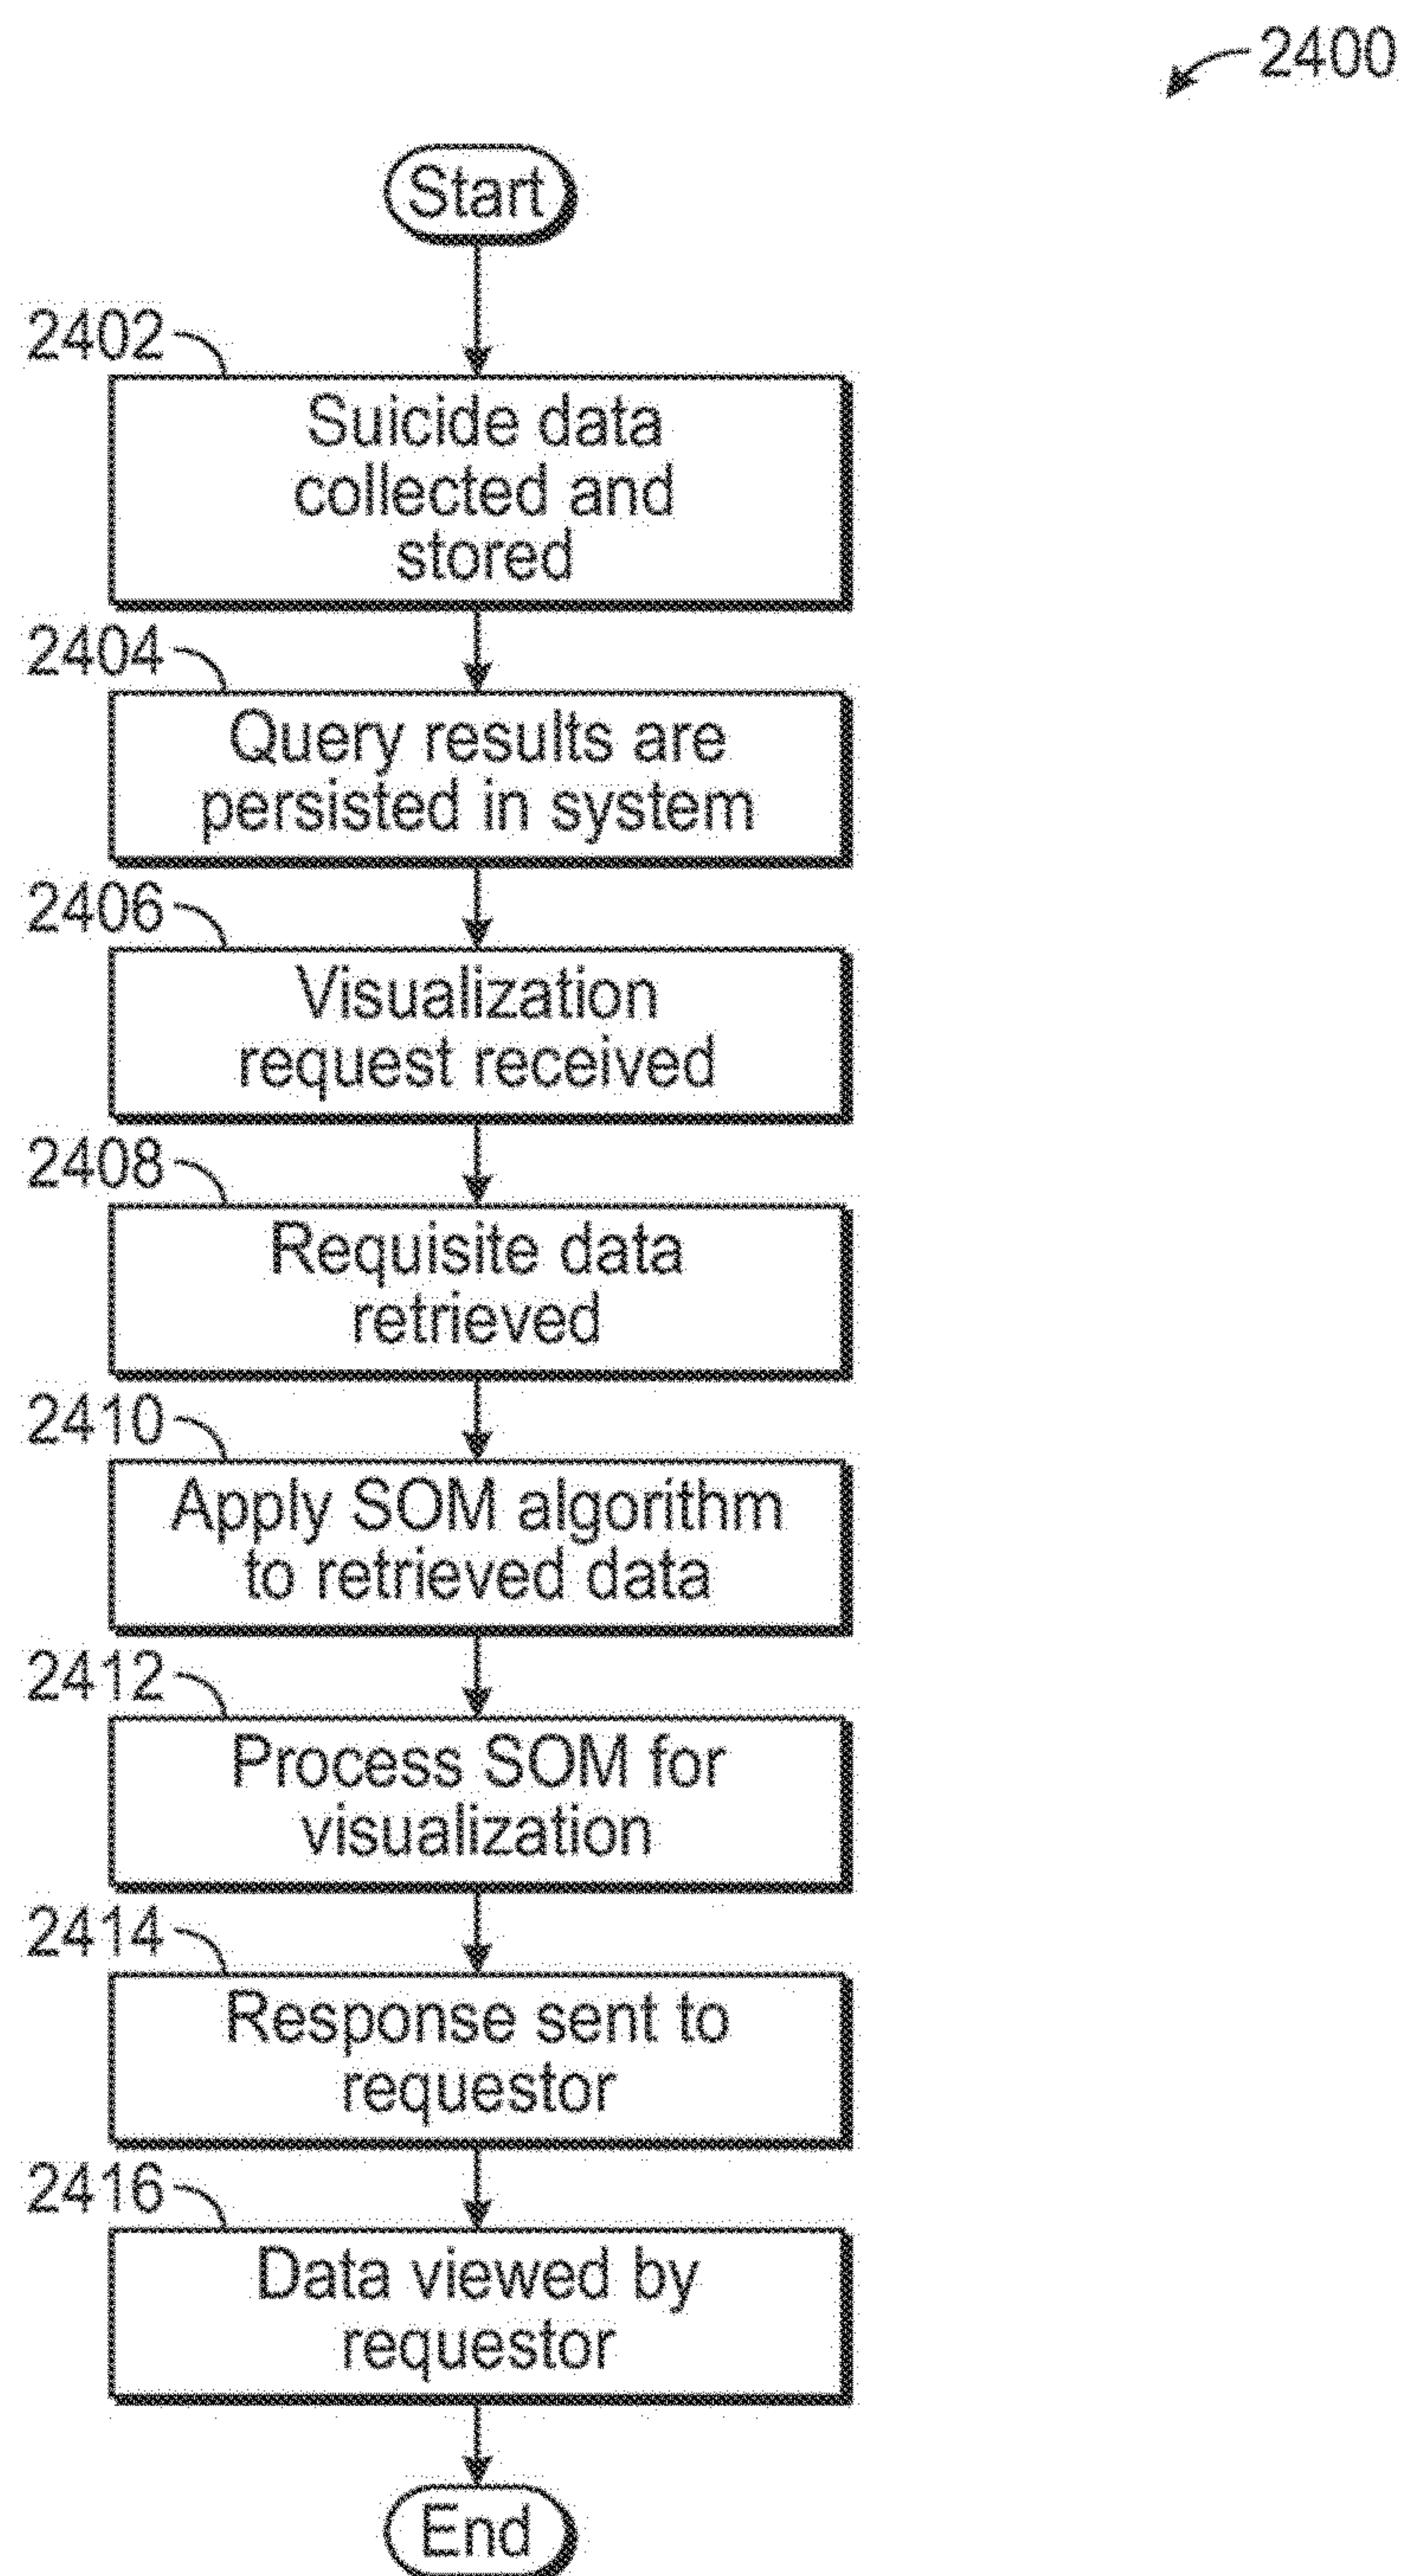 2400
Start
2402
Suicide data
collected and
stored
2404
Query results are
persisted in system
2406
Visualization
request received
2408
Requisite data
retrieved
2410
Apply SOM algorithm
to retrieved data
2412
Process SOM for
visualization
2414
Response sent to
requestor
2416
Data viewed by
requestor
End